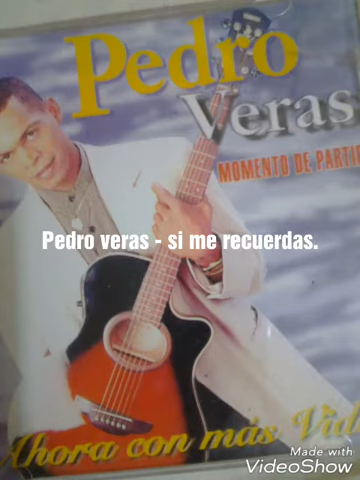 Pedro
Veras
MOMENTO DE PARTI
Pedro veras - si me recuerdas.
Ahora con más Vid
Made with
VideoShow